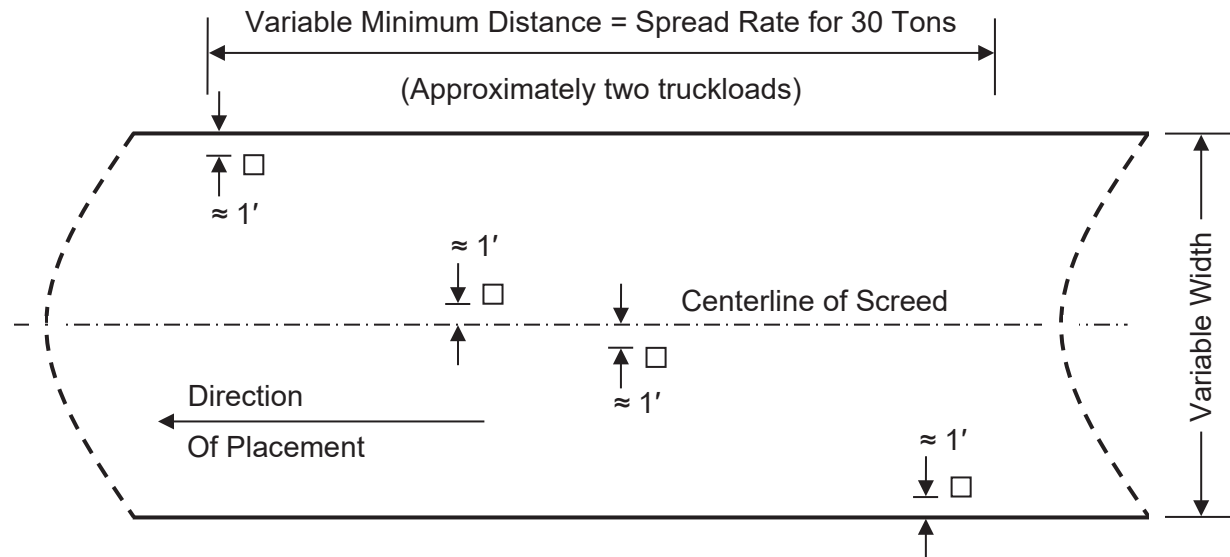 Variable Minimum Distance = Spread Rate for 30 Tons
(Approximately two truckloads)
≈ 1′
≈ 1′
Centerline of Screed
≈ 1′
Direction
Of Placement
≈ 1′
Variable Width